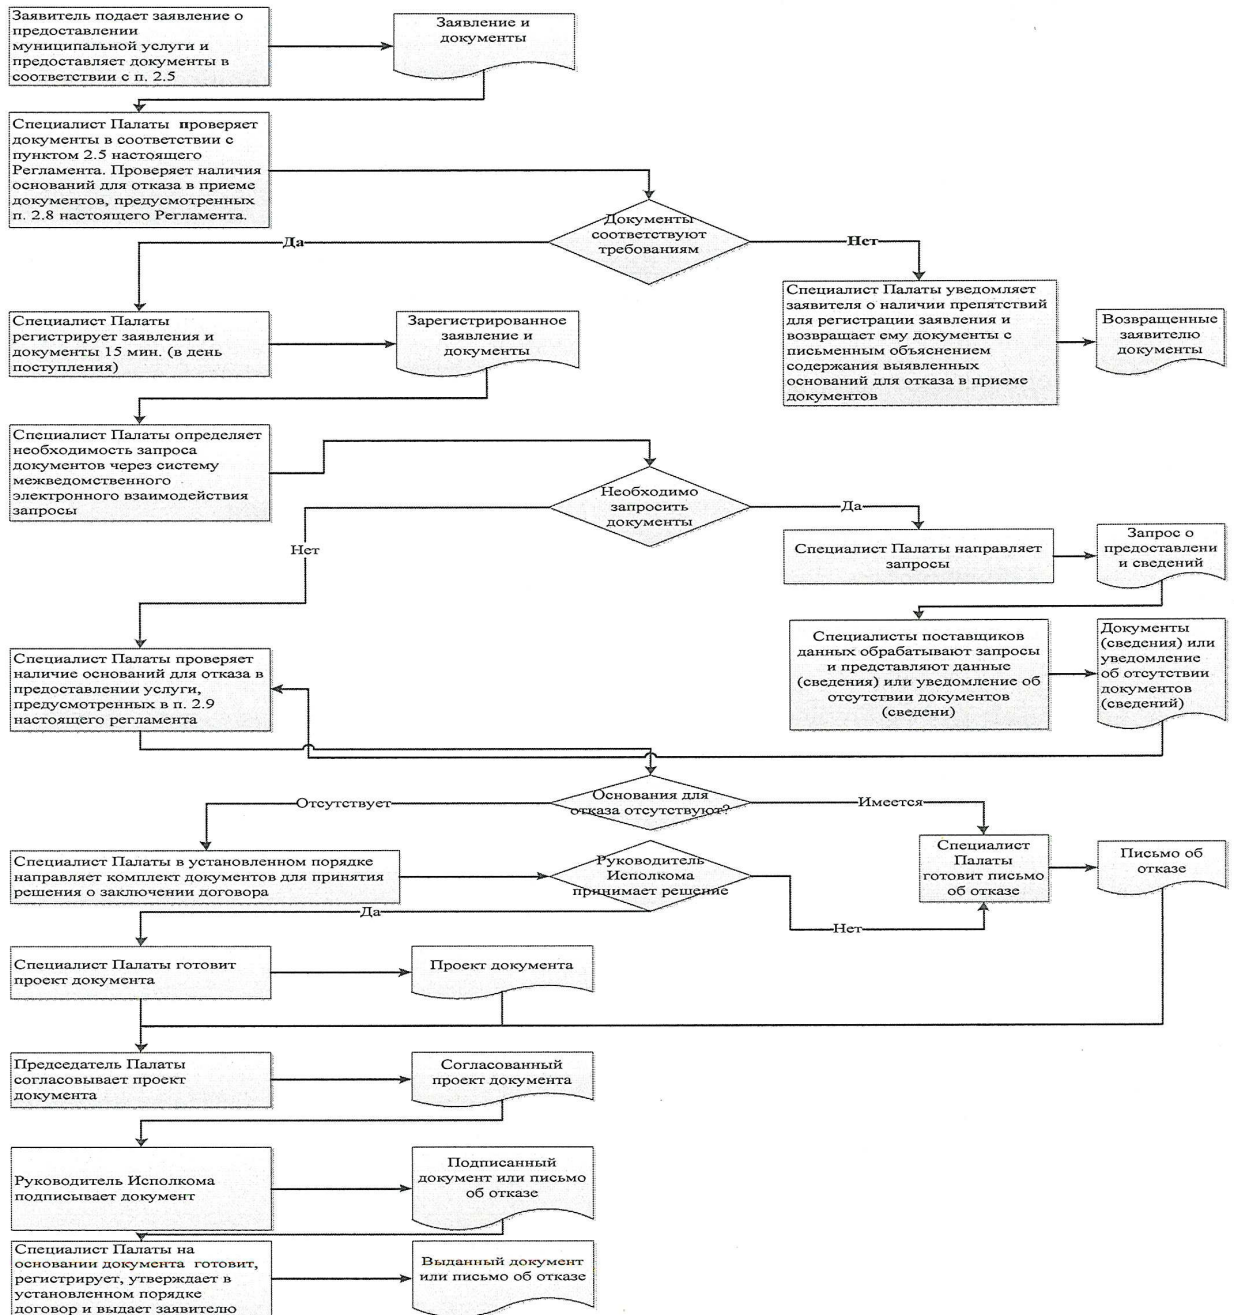 Заявитель подает заявление о
предоставлении
муниципальной услуги и
предоставляет документы в
соответствии с п. 2.5
Заявление и
документы
Специалист Палаты проверяет
документы в соответствии с
пунктом 2.5 настоящего
Регламента. Проверяет наличия
оснований для отказа в приеме
документов, предусмотренных
п. 2.8 настоящего Регламента.
Документы
соответствуют
требованиям
Да
Нет
Специалист Палаты
регистрирует заявления и
документы 15 мин. (в день
поступления)
Зарегистрированное
заявление и
документы
Специалист Палаты уведомляет
заявителя о наличии препятствий
для регистрации заявления и
возвращает ему документы с
письменным объяснением
содержания выявленных
оснований для отказа в приеме
документов
Возвращенные
заявителю
документы
Специалист Палаты определяет
необходимость запроса
документов через систему
межведомственного
электронного взаимодействия
запросы
Необходимо
запросить
документы
Да
Нет
Специалист Палаты направляет
запросы
Запрос о
предоставлени
и сведений
Специалисты поставщиков
данных обрабатывают запросы
и представляют данные
(сведения) или уведомление об
отсутствии документов
(сведени)
Документы
(сведения) или
уведомление
об отсутствии
документов
(сведений)
Специалист Палаты проверяет
наличие оснований для отказа в
предоставлении услуги,
предусмотренных в п. 2.9
настоящего регламента
Основания для
отказа отсутствуют?
Отсутствует
Имеется
Специалист Палаты в установленном порядке
направляет комплект документов для принятия
решения о заключении договора
Руководитель
Исполкома
принимает решение
Специалист
Палаты
готовит письмо
об отказе
Письмо об
отказе
Да
Нет
Специалист Палаты готовит
проект документа
Проект документа
Председатель Палаты
согласовывает проект
документа
Согласованный
проект документа
Руководитель Исполкома
подписывает документ
Подписанный
документ или письмо
об отказе
Специалист Палаты на
основании документа готовит,
регистрирует, утверждает в
установленном порядке
договор и выдает заявителю
Выданный документ
или письмо об отказе